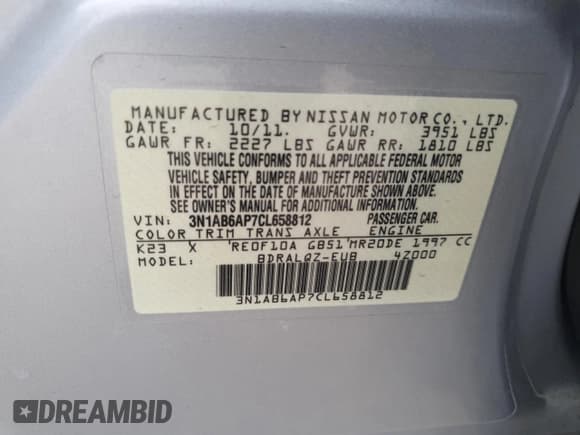 MANUFACTURED BY NISSAN MOTOR CO., LTD.
DATE: 10/11. GVWR: 3951 LBS
GAWR FR: 2227 LBS GAWR RR: 1810 LBS
THIS VEHICLE CONFORMS TO ALL APPLICABLE FEDERAL MOTOR
VEHICLE SAFETY, BUMPER AND THEFT PREVENTION STANDARDS
IN EFFECT ON THE DATE OF MANUFACTURE SHOWN ABOVE.
SEE OWNER'S MANUAL FOR ADDITIONAL INFORMATION.
VIN: 3N1AB6AP7CL658812 PASSENGER CAR.
COLOR TRIM TRANS AXLE ENGINE
K23 X 'RE0F10A GB51'MR20DE 1997 CC
MODEL: BDRALQZ-EUB 4Z000
3N1AB6AP7CL658812
DREAMBID